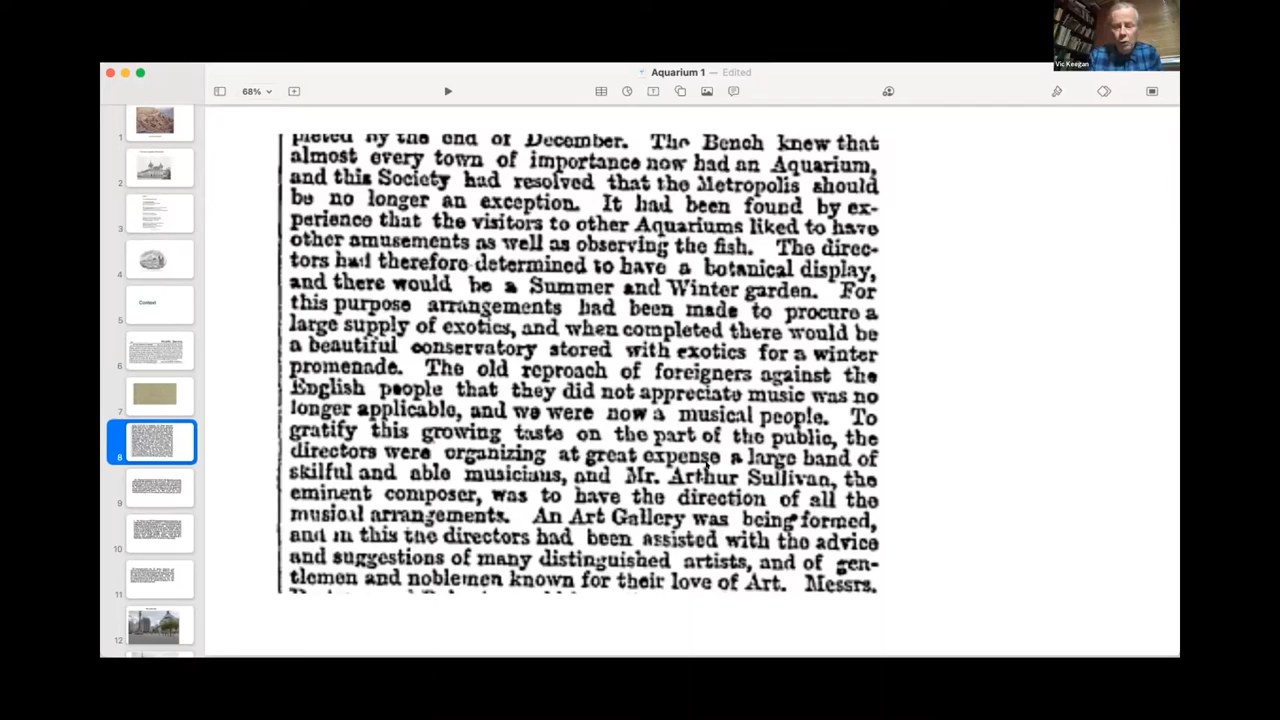 Vic Keegan
Aquarium 1 — Edited
68%
pleted by the end of December. The Bench knew that
almost every town of importance now had an Aquarium,
and this Society had resolved that the Metropolis should
be no longer an exception. It had been found by ex-
perience that the visitors to other Aquariums liked to have
other amusements as well as observing the fish. The direc-
tors had therefore determined to have a botanical display,
and there would be a Summer and Winter garden. For
this purpose arrangements had been made to procure a
large supply of exotics, and when completed there would be
a beautiful conservatory stored with exotics for a winter
promenade. The old reproach of foreigners against the
English people that they did not appreciate music was no
longer applicable, and we were now a musical people. To
gratify this growing taste on the part of the public, the
directors were organizing at great expense a large band of
skilful and able musicians, and Mr. Arthur Sullivan, the
eminent composer, was to have the direction of all the
musical arrangements. An Art Gallery was being formed,
and in this the directors had been assisted with the advice
and suggestions of many distinguished artists, and of gen-
tlemen and noblemen known for their love of Art. Messrs.
1
2
3
4
Context
5
6
7
8
9
10
11
12